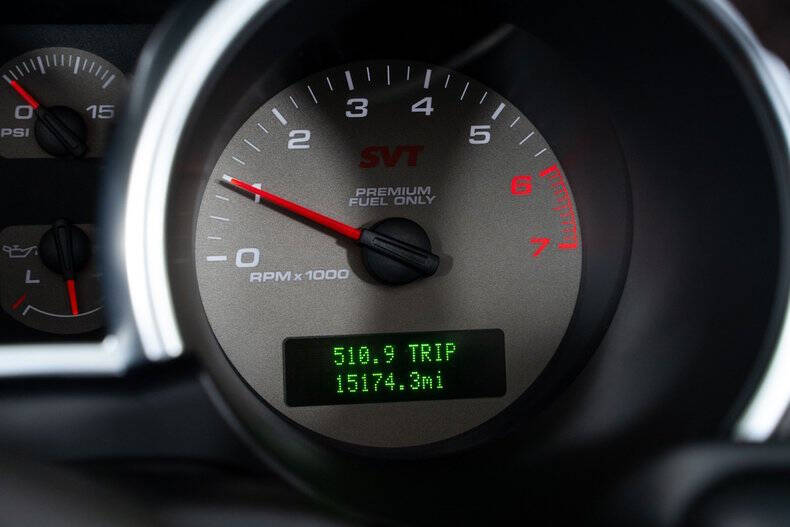 0 15
PSI
L
0 1 2 3 4 5 6 7
SVT
PREMIUM
FUEL ONLY
RPM x 1000
510.9 TRIP
15174.3mi